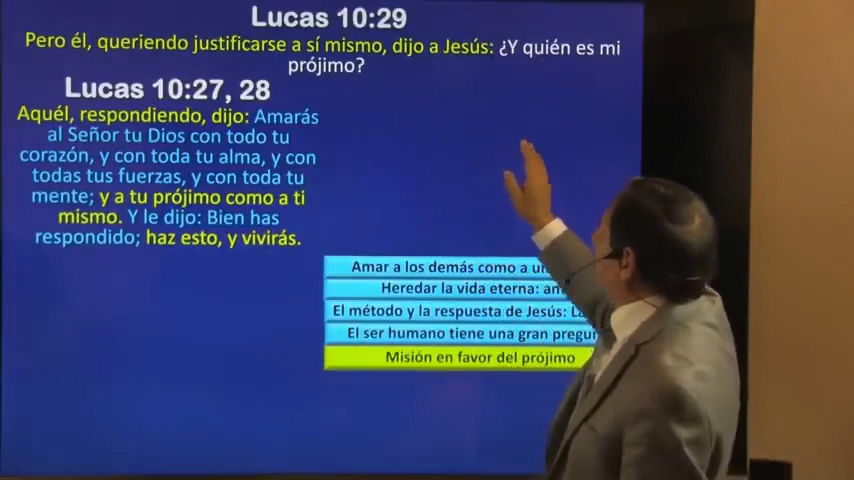 Lucas 10:29
Pero él, queriendo justificarse a sí mismo, dijo a Jesús: ¿Y quién es mi
prójimo?
Lucas 10:27, 28
Aquél, respondiendo, dijo: Amarás
al Señor tu Dios con todo tu
corazón, y con toda tu alma, y con
todas tus fuerzas, y con toda tu
mente; y a tu prójimo como a ti
mismo. Y le dijo: Bien has
respondido; haz esto, y vivirás.
Amar a los demás como a
Heredar la vida eterna:
El método y la respuesta de Jesús:
El ser humano tiene una gran
Misión en favor del prójimo